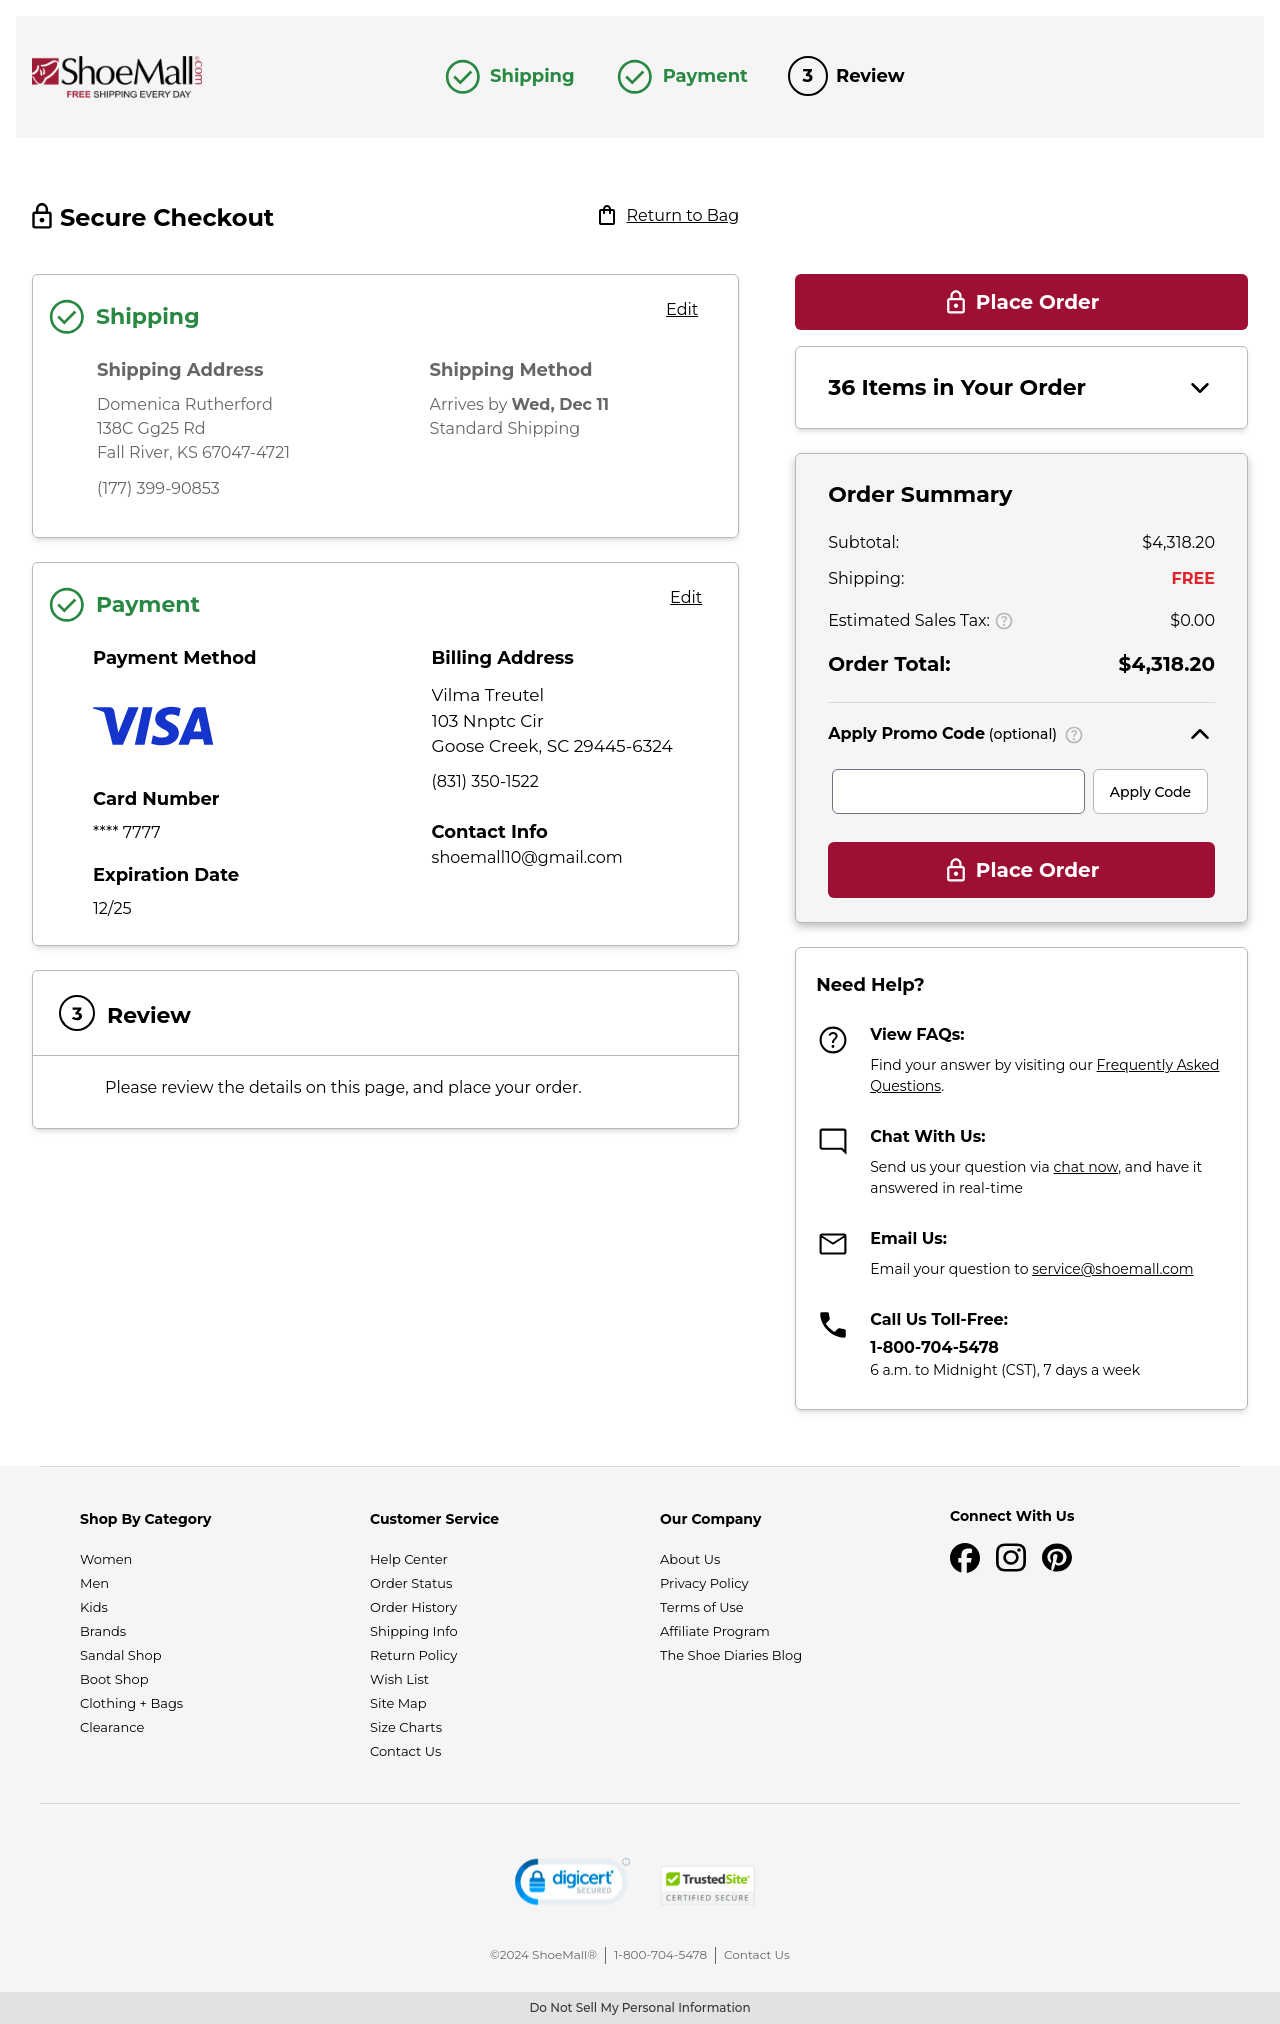 ShoeMall.com
FREE SHIPPING EVERY DAY
Shipping
Payment
3 Review
Secure Checkout
Return to Bag
Shipping
Edit
Shipping Address
Domenica Rutherford
138C Gg25 Rd
Fall River, KS 67047-4721
(177) 399-90853
Shipping Method
Arrives by Wed, Dec 11
Standard Shipping
Payment
Edit
Payment Method
VISA
Card Number
**** 7777
Expiration Date
12/25
Billing Address
Vilma Treutel
103 Nnptc Cir
Goose Creek, SC 29445-6324
(831) 350-1522
Contact Info
shoemall10@gmail.com
3 Review
Please review the details on this page, and place your order.
Place Order
36 Items in Your Order
Order Summary
Subtotal: $4,318.20
Shipping: FREE
Estimated Sales Tax: ? $0.00
Order Total: $4,318.20
Apply Promo Code (optional) ?
Apply Code
Place Order
Need Help?
View FAQs:
Find your answer by visiting our Frequently Asked
Questions.
Chat With Us:
Send us your question via chat now, and have it
answered in real-time
Email Us:
Email your question to service@shoemall.com
Call Us Toll-Free:
1-800-704-5478
6 a.m. to Midnight (CST), 7 days a week
Shop By Category
Women
Men
Kids
Brands
Sandal Shop
Boot Shop
Clothing + Bags
Clearance
Customer Service
Help Center
Order Status
Order History
Shipping Info
Return Policy
Wish List
Site Map
Size Charts
Contact Us
Our Company
About Us
Privacy Policy
Terms of Use
Affiliate Program
The Shoe Diaries Blog
Connect With Us
digicert
SECURED
TrustedSite
CERTIFIED SECURE
©2024 ShoeMall® | 1-800-704-5478 | Contact Us
Do Not Sell My Personal Information